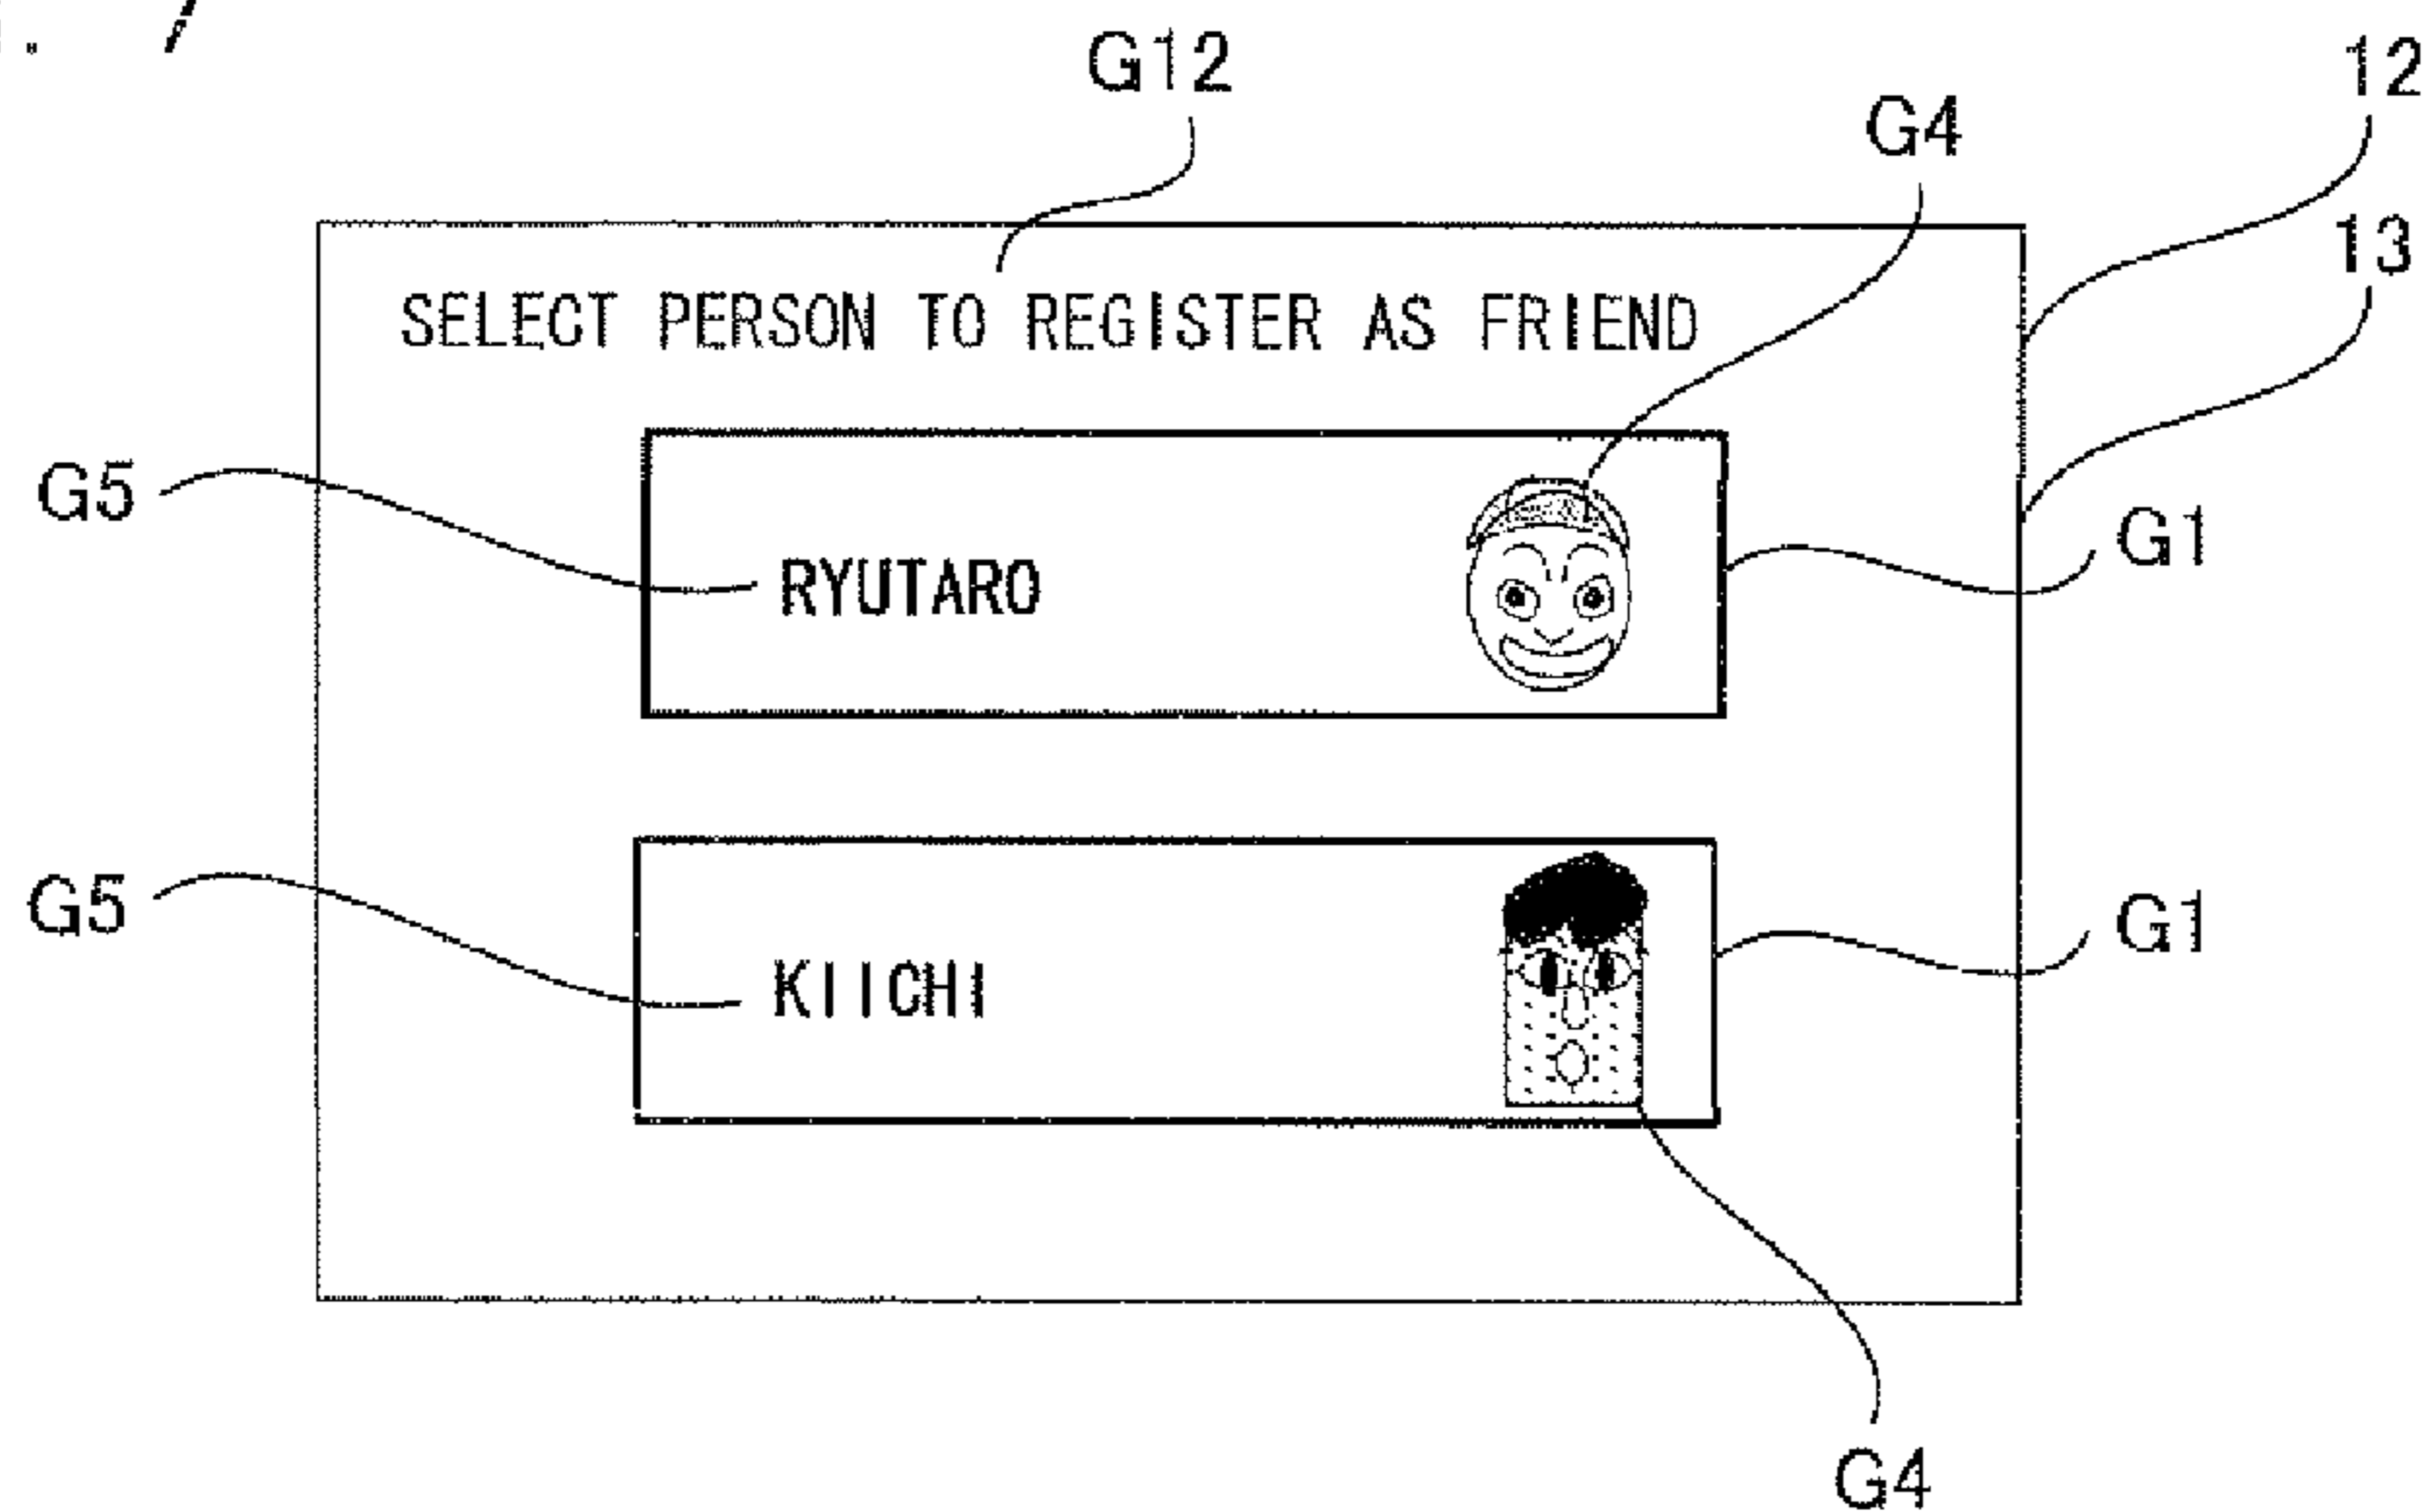 G12
12
G4
13
SELECT PERSON TO REGISTER AS FRIEND
G5
RYUTARO
G1
G5
KIICHI
G1
G4